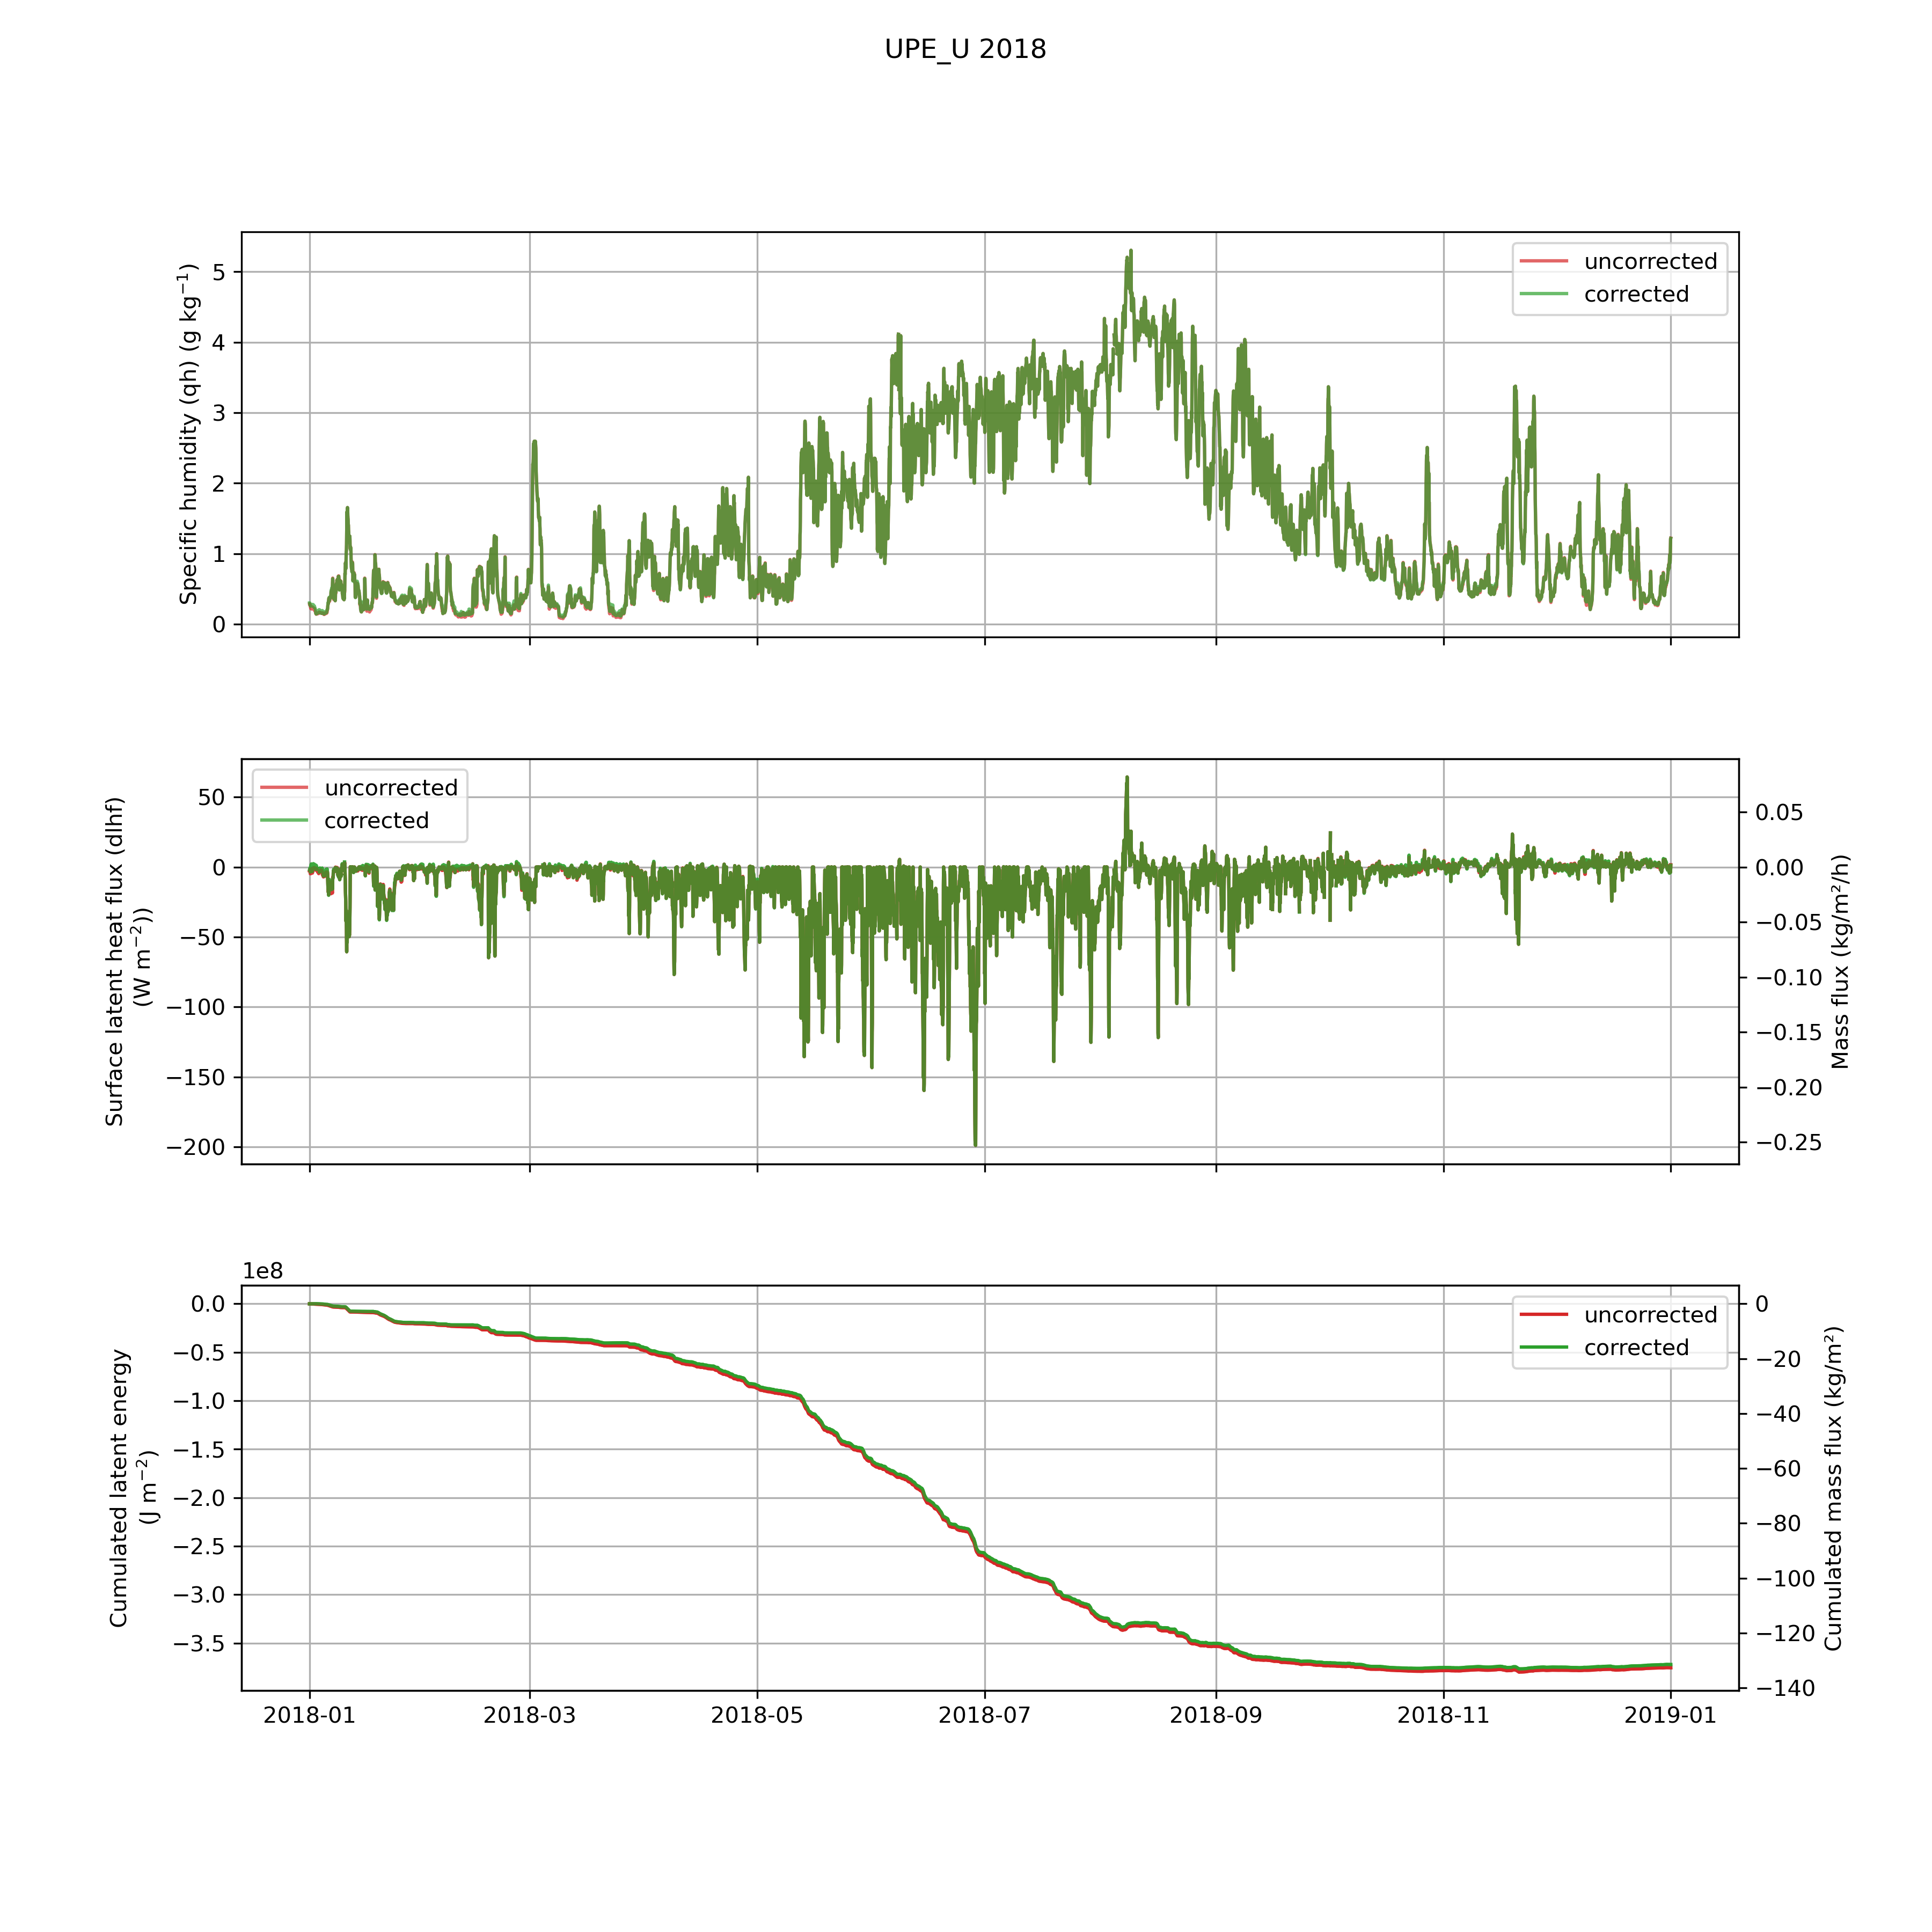 UPE_U 2018
Specific humidity (qh) (g kg⁻¹)
5
4
3
2
1
0
uncorrected
corrected
Surface latent heat flux (dlhf)
(W m⁻²))
50
0
−50
−100
−150
−200
uncorrected
corrected
0.05
0.00
−0.05
−0.10
−0.15
−0.20
−0.25
Mass flux (kg/m²/h)
1e8
Cumulated latent energy
(J m⁻²)
0.0
−0.5
−1.0
−1.5
−2.0
−2.5
−3.0
−3.5
uncorrected
corrected
0
−20
−40
−60
−80
−100
−120
−140
Cumulated mass flux (kg/m²)
2018-01 2018-03 2018-05 2018-07 2018-09 2018-11 2019-01